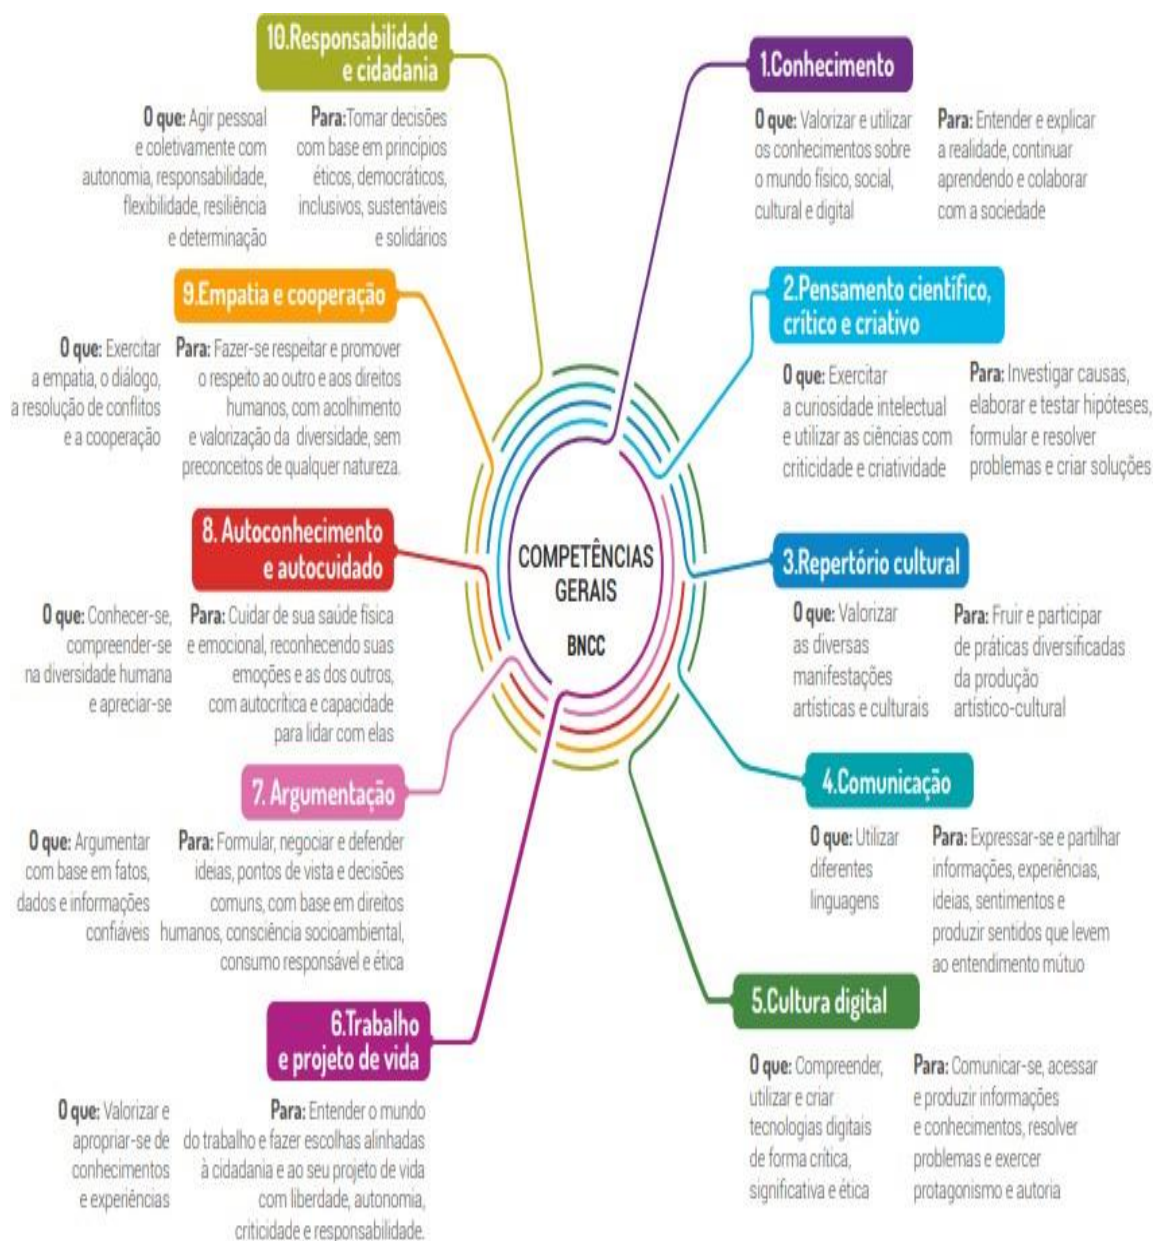 COMPETÊNCIAS
GERAIS
BNCC
1.Conhecimento
O que: Valorizar e utilizar
os conhecimentos sobre
o mundo físico, social,
cultural e digital
Para: Entender e explicar
a realidade, continuar
aprendendo e colaborar
com a sociedade
2.Pensamento científico,
crítico e criativo
O que: Exercitar
a curiosidade intelectual
e utilizar as ciências com
criticidade e criatividade
Para: Investigar causas,
elaborar e testar hipóteses,
formular e resolver
problemas e criar soluções
3.Repertório cultural
O que: Valorizar
as diversas
manifestações
artísticas e culturais
Para: Fruir e participar
de práticas diversificadas
da produção
artístico-cultural
4.Comunicação
O que: Utilizar
diferentes
linguagens
Para: Expressar-se e partilhar
informações, experiências,
ideias, sentimentos e
produzir sentidos que levem
ao entendimento mútuo
5.Cultura digital
O que: Compreender,
utilizar e criar
tecnologias digitais
de forma crítica,
significativa e ética
Para: Comunicar-se, acessar
e produzir informações
e conhecimentos, resolver
problemas e exercer
protagonismo e autoria
6.Trabalho
e projeto de vida
O que: Valorizar e
apropriar-se de
conhecimentos
e experiências
Para: Entender o mundo
do trabalho e fazer escolhas alinhadas
à cidadania e ao seu projeto de vida
com liberdade, autonomia,
criticidade e responsabilidade.
7. Argumentação
O que: Argumentar
com base em fatos,
dados e informações
confiáveis
Para: Formular, negociar e defender
ideias, pontos de vista e decisões
comuns, com base em direitos
humanos, consciência socioambiental,
consumo responsável e ética
8. Autoconhecimento
e autocuidado
O que: Conhecer-se,
compreender-se
na diversidade humana
e apreciar-se
Para: Cuidar de sua saúde física
e emocional, reconhecendo suas
emoções e as dos outros,
com autocrítica e capacidade
para lidar com elas
9.Empatia e cooperação
O que: Exercitar
a empatia, o diálogo,
a resolução de conflitos
e a cooperação
Para: Fazer-se respeitar e promover
o respeito ao outro e aos direitos
humanos, com acolhimento
e valorização da diversidade, sem
preconceitos de qualquer natureza.
10.Responsabilidade
e cidadania
O que: Agir pessoal
e coletivamente com
autonomia, responsabilidade,
flexibilidade, resiliência
e determinação
Para:Tomar decisões
com base em princípios
éticos, democráticos,
inclusivos, sustentáveis
e solidários